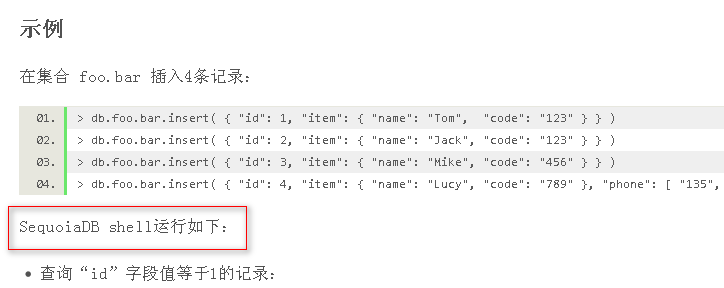 示例
在集合 foo.bar 插入4条记录：
01. > db.foo.bar.insert( { "id": 1, "item": { "name": "Tom",  "code": "123" } } )
02. > db.foo.bar.insert( { "id": 2, "item": { "name": "Jack", "code": "123" } } )
03. > db.foo.bar.insert( { "id": 3, "item": { "name": "Mike", "code": "456" } } )
04. > db.foo.bar.insert( { "id": 4, "item": { "name": "Lucy", "code": "789" }, "phone": [ "135",
SequoiaDB shell运行如下：
• 查询“id”字段值等于1的记录：